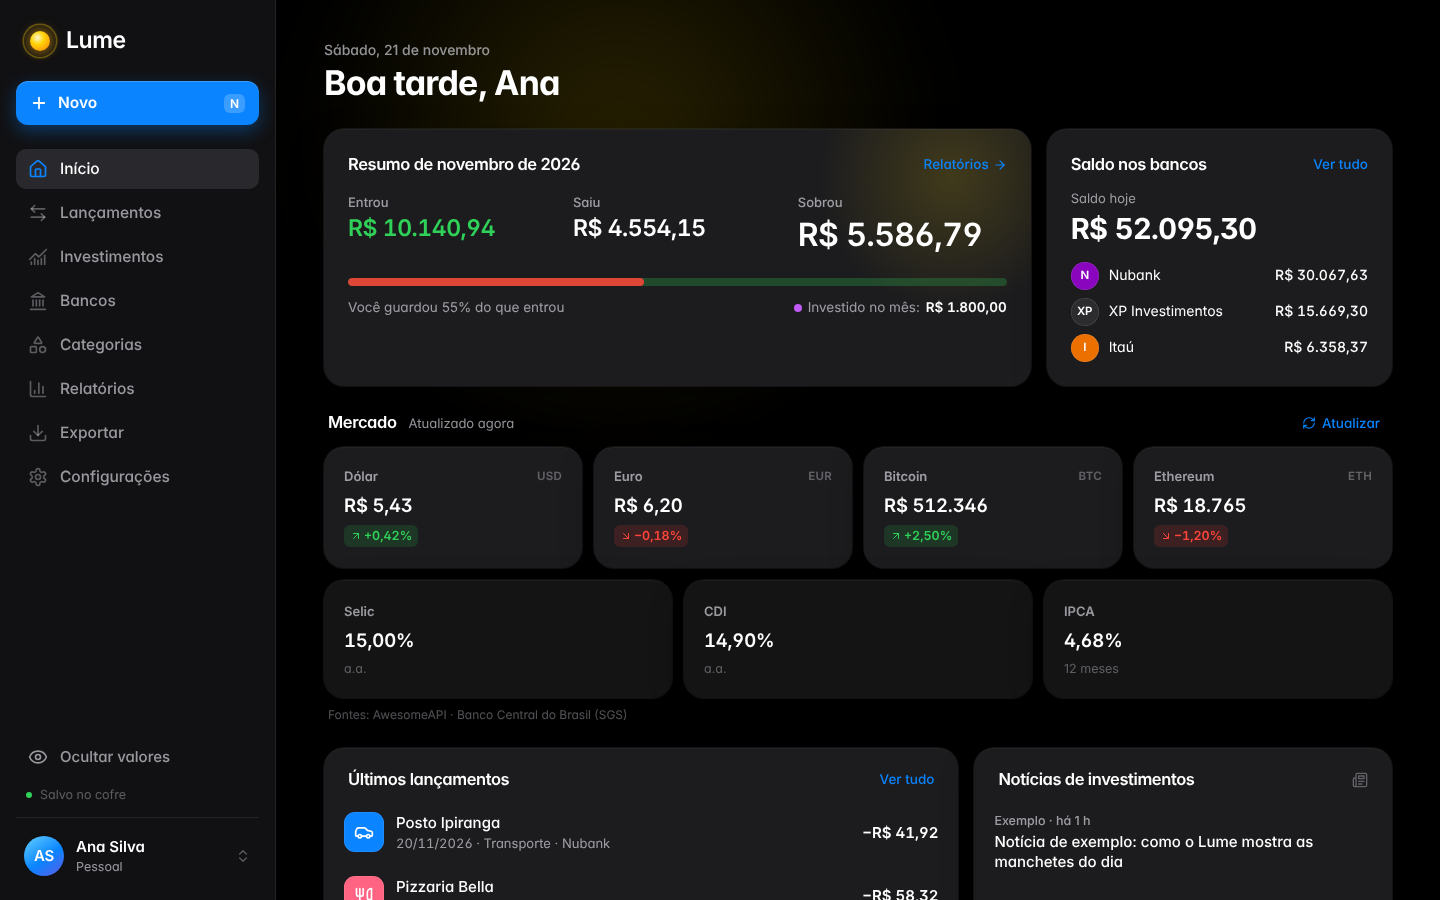 Lume
Novo
N
Início
Lançamentos
Investimentos
Bancos
Categorias
Relatórios
Exportar
Configurações
Ocultar valores
Salvo no cofre
AS
Ana Silva
Pessoal
Sábado, 21 de novembro
Boa tarde, Ana
Resumo de novembro de 2026
Relatórios
Entrou
R$ 10.140,94
Saiu
R$ 4.554,15
Sobrou
R$ 5.586,79
Você guardou 55% do que entrou
Investido no mês: R$ 1.800,00
Saldo nos bancos
Ver tudo
Saldo hoje
R$ 52.095,30
N Nubank R$ 30.067,63
XP XP Investimentos R$ 15.669,30
I Itaú R$ 6.358,37
Mercado Atualizado agora
Atualizar
Dólar USD
R$ 5,43
+0,42%
Euro EUR
R$ 6,20
−0,18%
Bitcoin BTC
R$ 512.346
+2,50%
Ethereum ETH
R$ 18.765
−1,20%
Selic
15,00%
a.a.
CDI
14,90%
a.a.
IPCA
4,68%
12 meses
Fontes: AwesomeAPI · Banco Central do Brasil (SGS)
Últimos lançamentos
Ver tudo
Posto Ipiranga
20/11/2026 · Transporte · Nubank
−R$ 41,92
Pizzaria Bella
−R$ 58,32
Notícias de investimentos
Exemplo · há 1 h
Notícia de exemplo: como o Lume mostra as
manchetes do dia